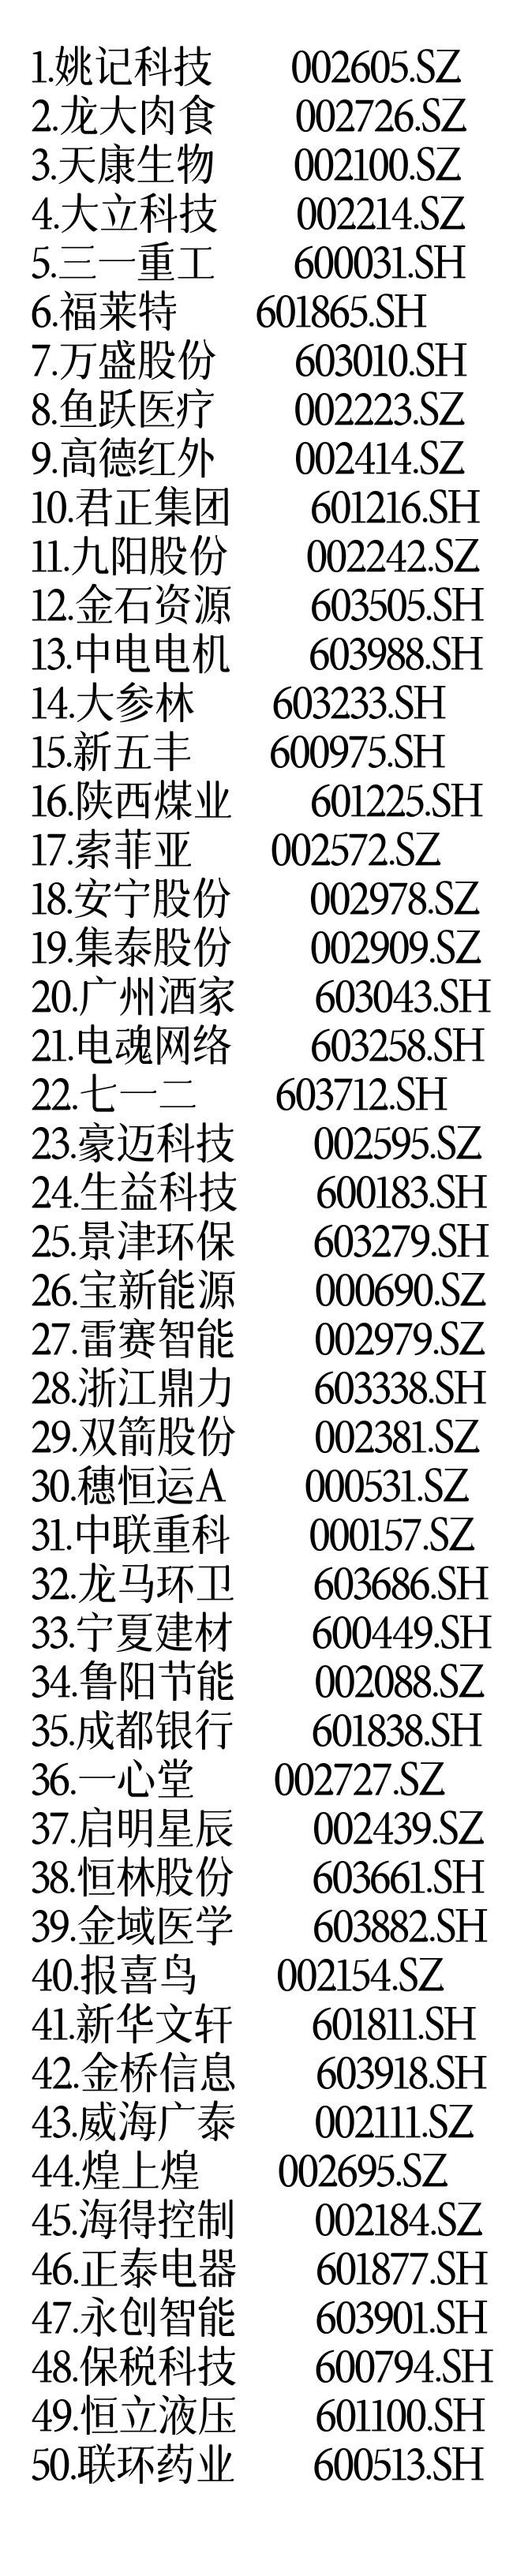 1.姚记科技 002605.SZ
2.龙大肉食 002726.SZ
3.天康生物 002100.SZ
4.大立科技 002214.SZ
5.三一重工 600031.SH
6.福莱特 601865.SH
7.万盛股份 603010.SH
8.鱼跃医疗 002223.SZ
9.高德红外 002414.SZ
10.君正集团 601216.SH
11.九阳股份 002242.SZ
12.金石资源 603505.SH
13.中电电机 603988.SH
14.大参林 603233.SH
15.新五丰 600975.SH
16.陕西煤业 601225.SH
17.索菲亚 002572.SZ
18.安宁股份 002978.SZ
19.集泰股份 002909.SZ
20.广州酒家 603043.SH
21.电魂网络 603258.SH
22.七一二 603712.SH
23.豪迈科技 002595.SZ
24.生益科技 600183.SH
25.景津环保 603279.SH
26.宝新能源 000690.SZ
27.雷赛智能 002979.SZ
28.浙江鼎力 603338.SH
29.双箭股份 002381.SZ
30.穗恒运A 000531.SZ
31.中联重科 000157.SZ
32.龙马环卫 603686.SH
33.宁夏建材 600449.SH
34.鲁阳节能 002088.SZ
35.成都银行 601838.SH
36.一心堂 002727.SZ
37.启明星辰 002439.SZ
38.恒林股份 603661.SH
39.金域医学 603882.SH
40.报喜鸟 002154.SZ
41.新华文轩 601811.SH
42.金桥信息 603918.SH
43.威海广泰 002111.SZ
44.煌上煌 002695.SZ
45.海得控制 002184.SZ
46.正泰电器 601877.SH
47.永创智能 603901.SH
48.保税科技 600794.SH
49.恒立液压 601100.SH
50.联环药业 600513.SH